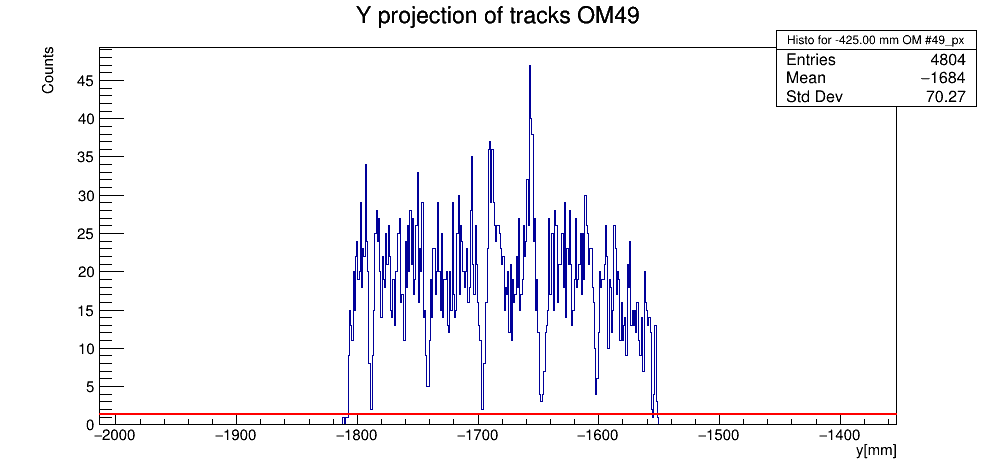 Y projection of tracks OM49
Histo for -425.00 mm OM #49_px
Entries 4804
Mean −1684
Std Dev 70.27
Counts
45
40
35
30
25
20
15
10
5
0
−2000 −1900 −1800 −1700 −1600 −1500 −1400
y[mm]